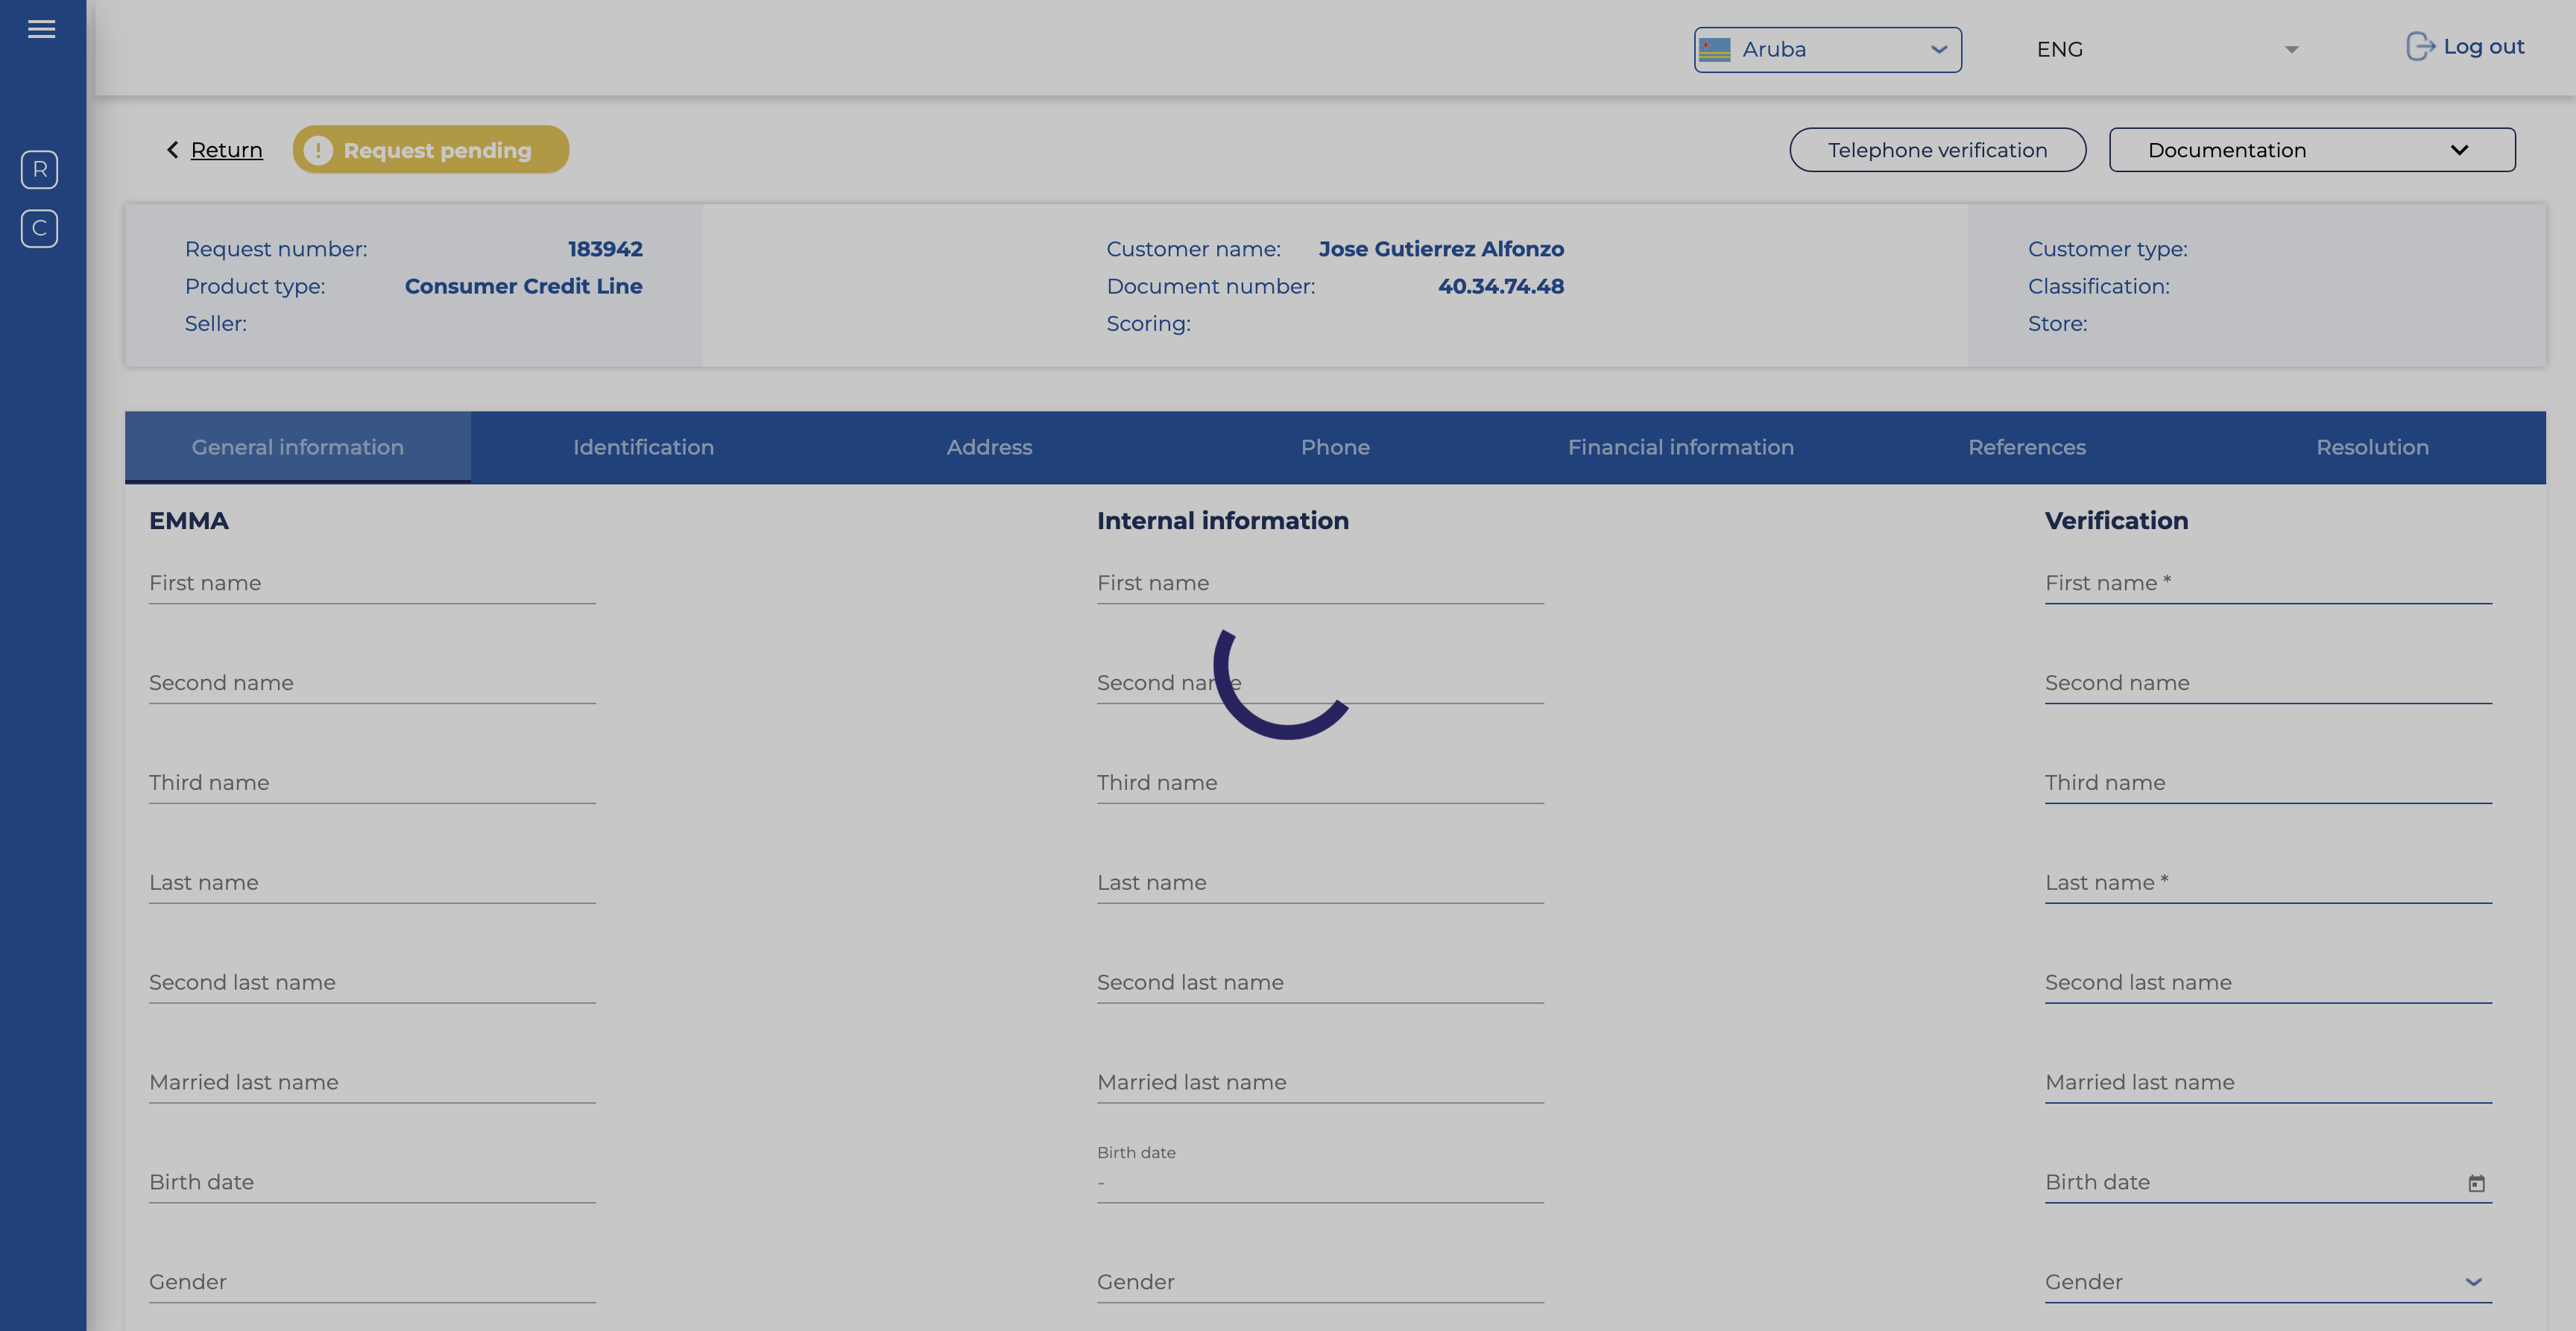 Aruba
ENG
Log out
R
C
Return
Request pending
Telephone verification
Documentation
Request number: 183942
Product type: Consumer Credit Line
Seller:
Customer name: Jose Gutierrez Alfonzo
Document number: 40.34.74.48
Scoring:
Customer type:
Classification:
Store:
General information
Identification
Address
Phone
Financial information
References
Resolution
EMMA
First name
Second name
Third name
Last name
Second last name
Married last name
Birth date
Gender
Internal information
First name
Second name
Third name
Last name
Second last name
Married last name
Birth date
-
Gender
Verification
First name *
Second name
Third name
Last name *
Second last name
Married last name
Birth date
Gender